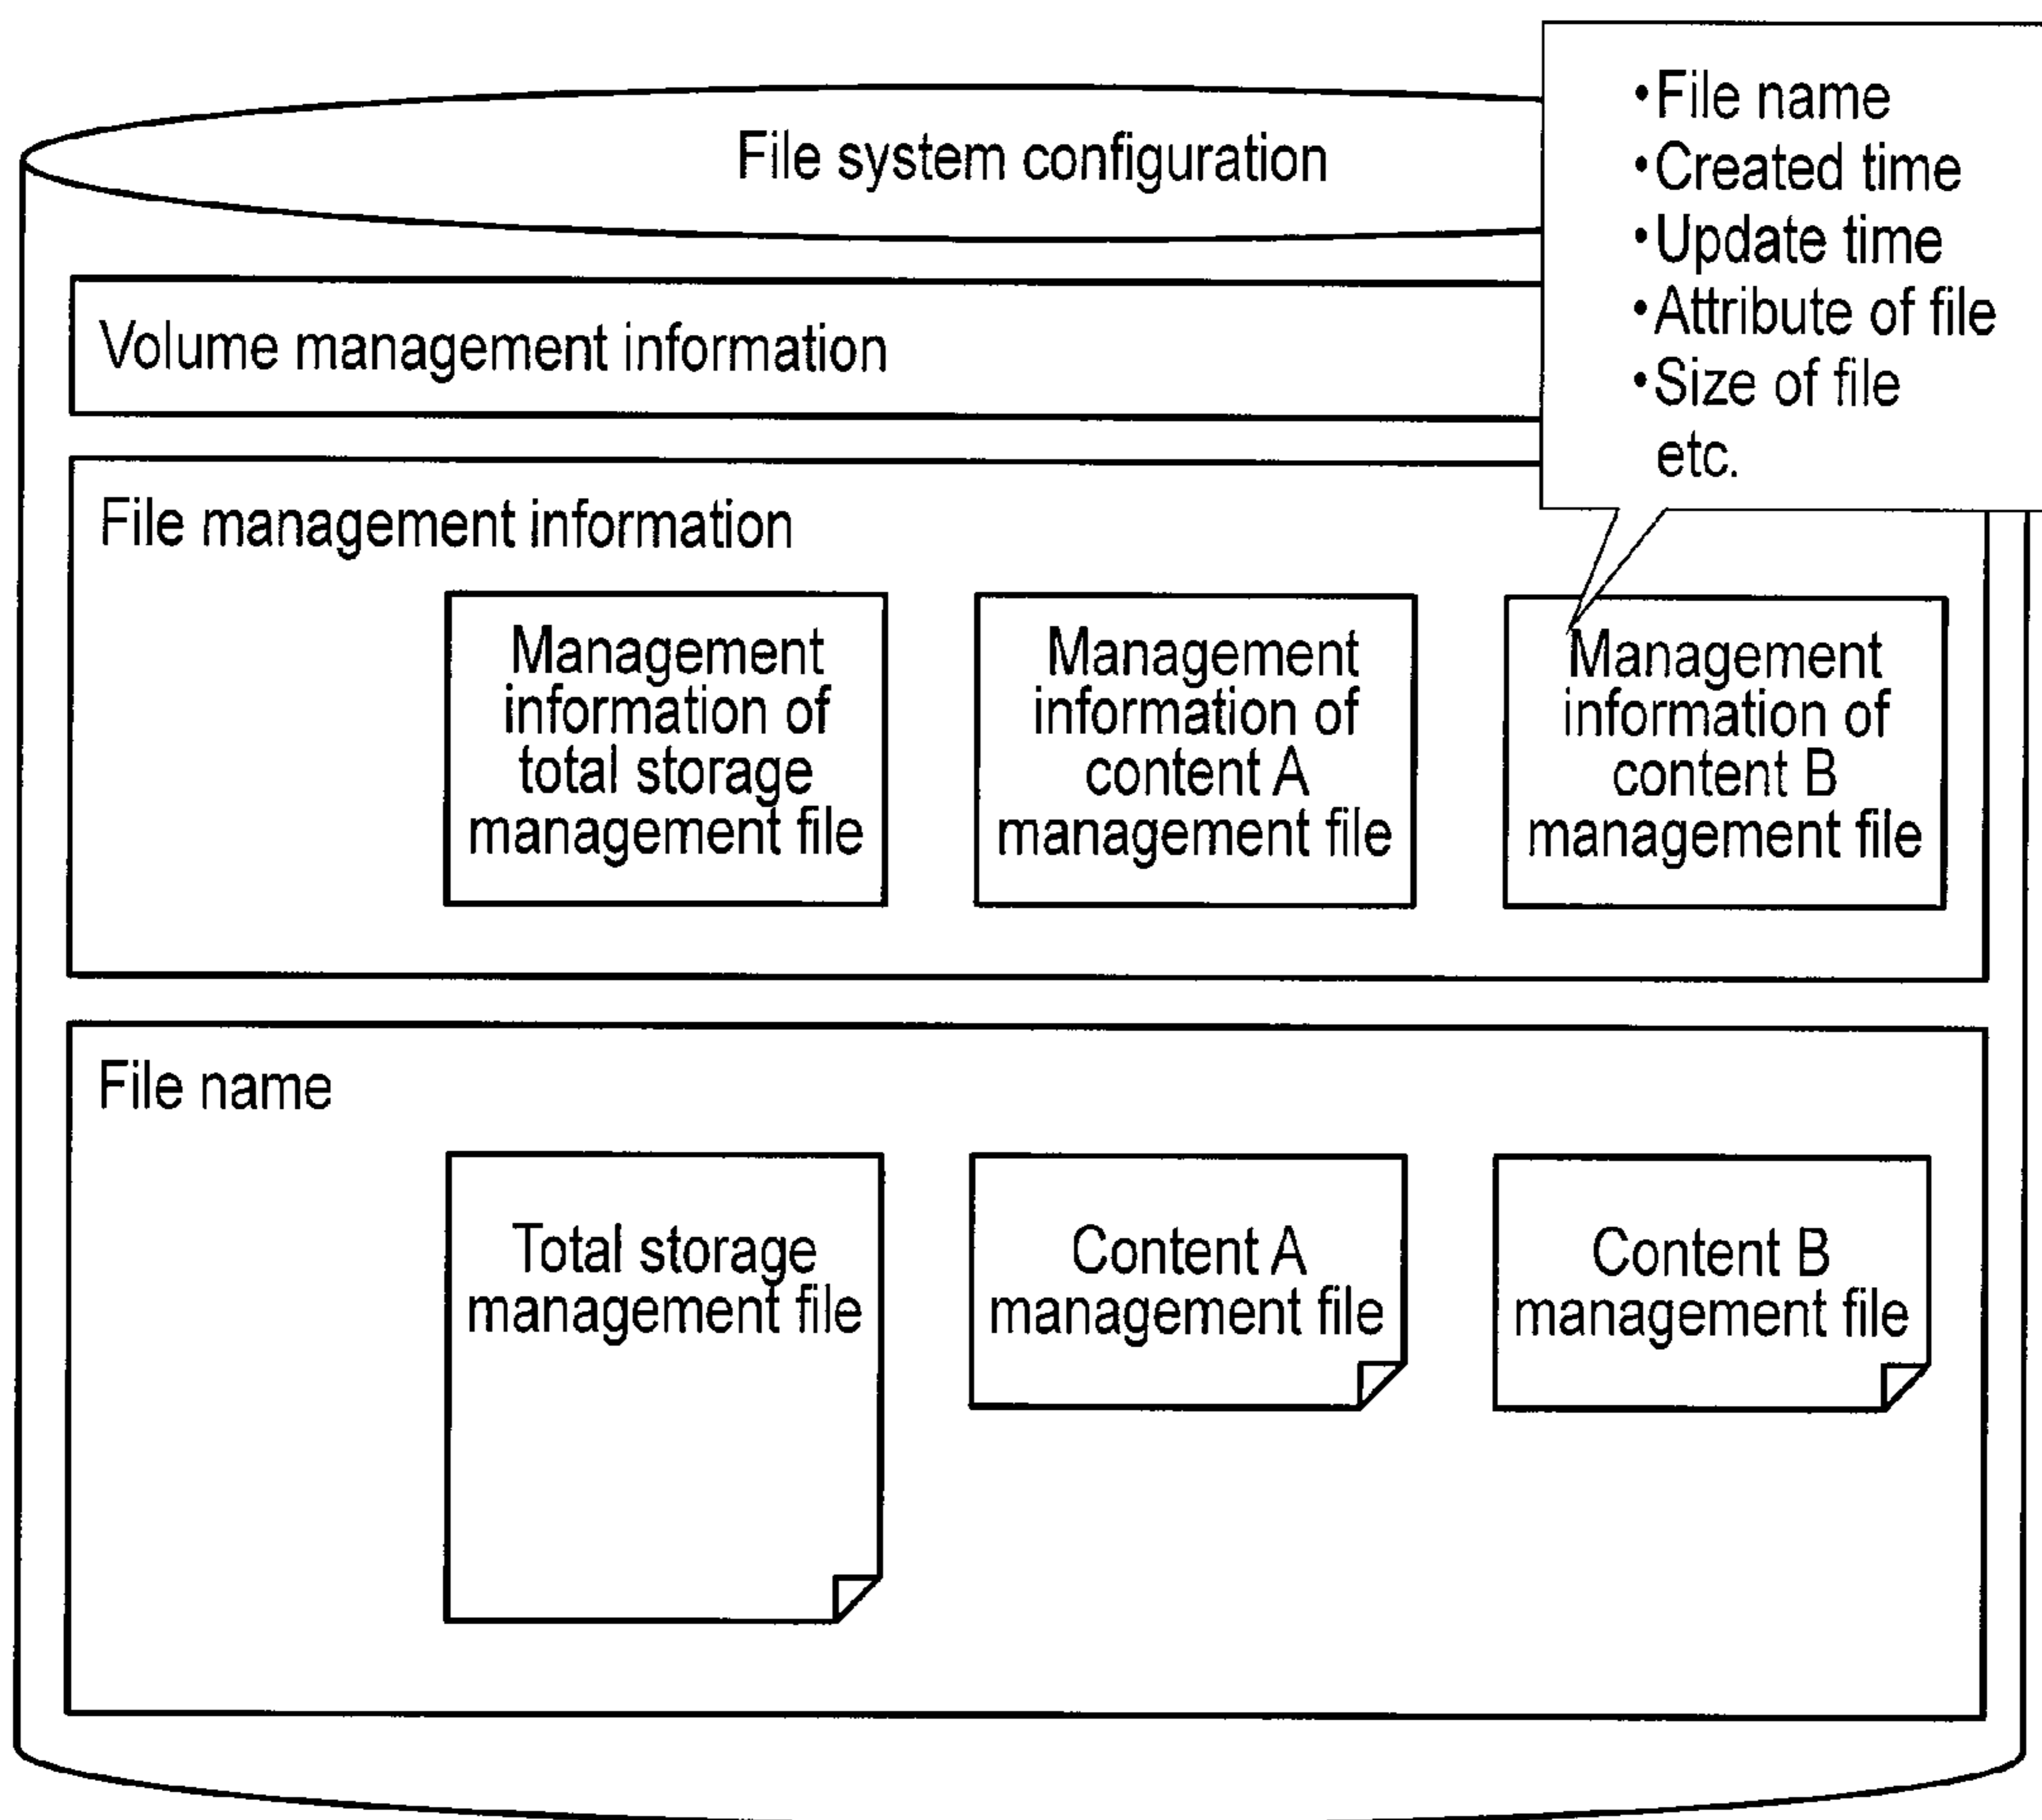 File system configuration
•File name
•Created time
•Update time
•Attribute of file
•Size of file
etc.
Volume management information
File management information
Management
information of
total storage
management file
Management
information of
content A
management file
Management
information of
content B
management file
File name
Total storage
management file
Content A
management file
Content B
management file